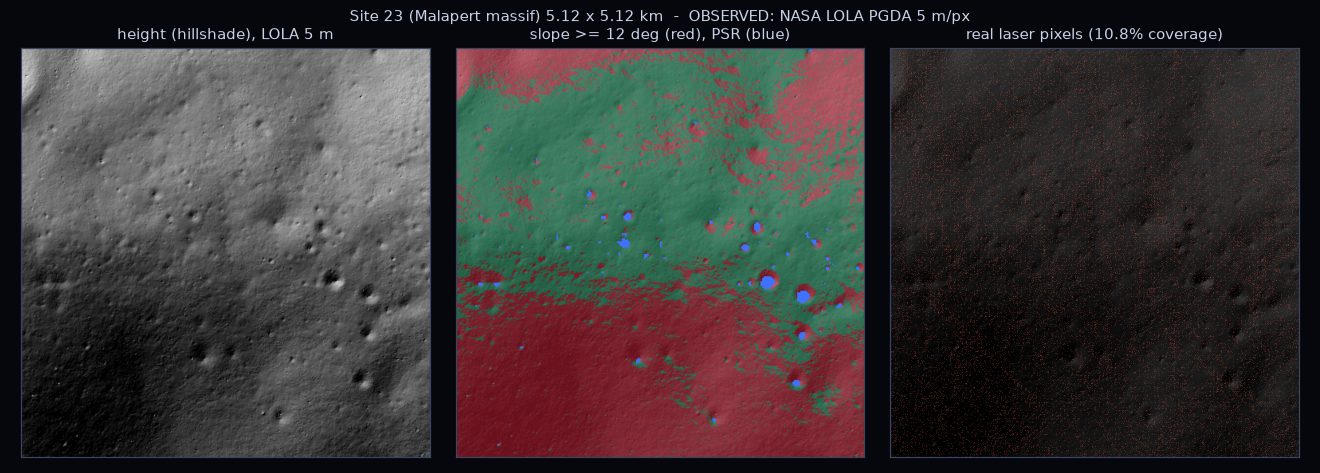 Site 23 (Malapert massif) 5.12 x 5.12 km - OBSERVED: NASA LOLA PGDA 5 m/px
height (hillshade), LOLA 5 m
slope >= 12 deg (red), PSR (blue)
real laser pixels (10.8% coverage)